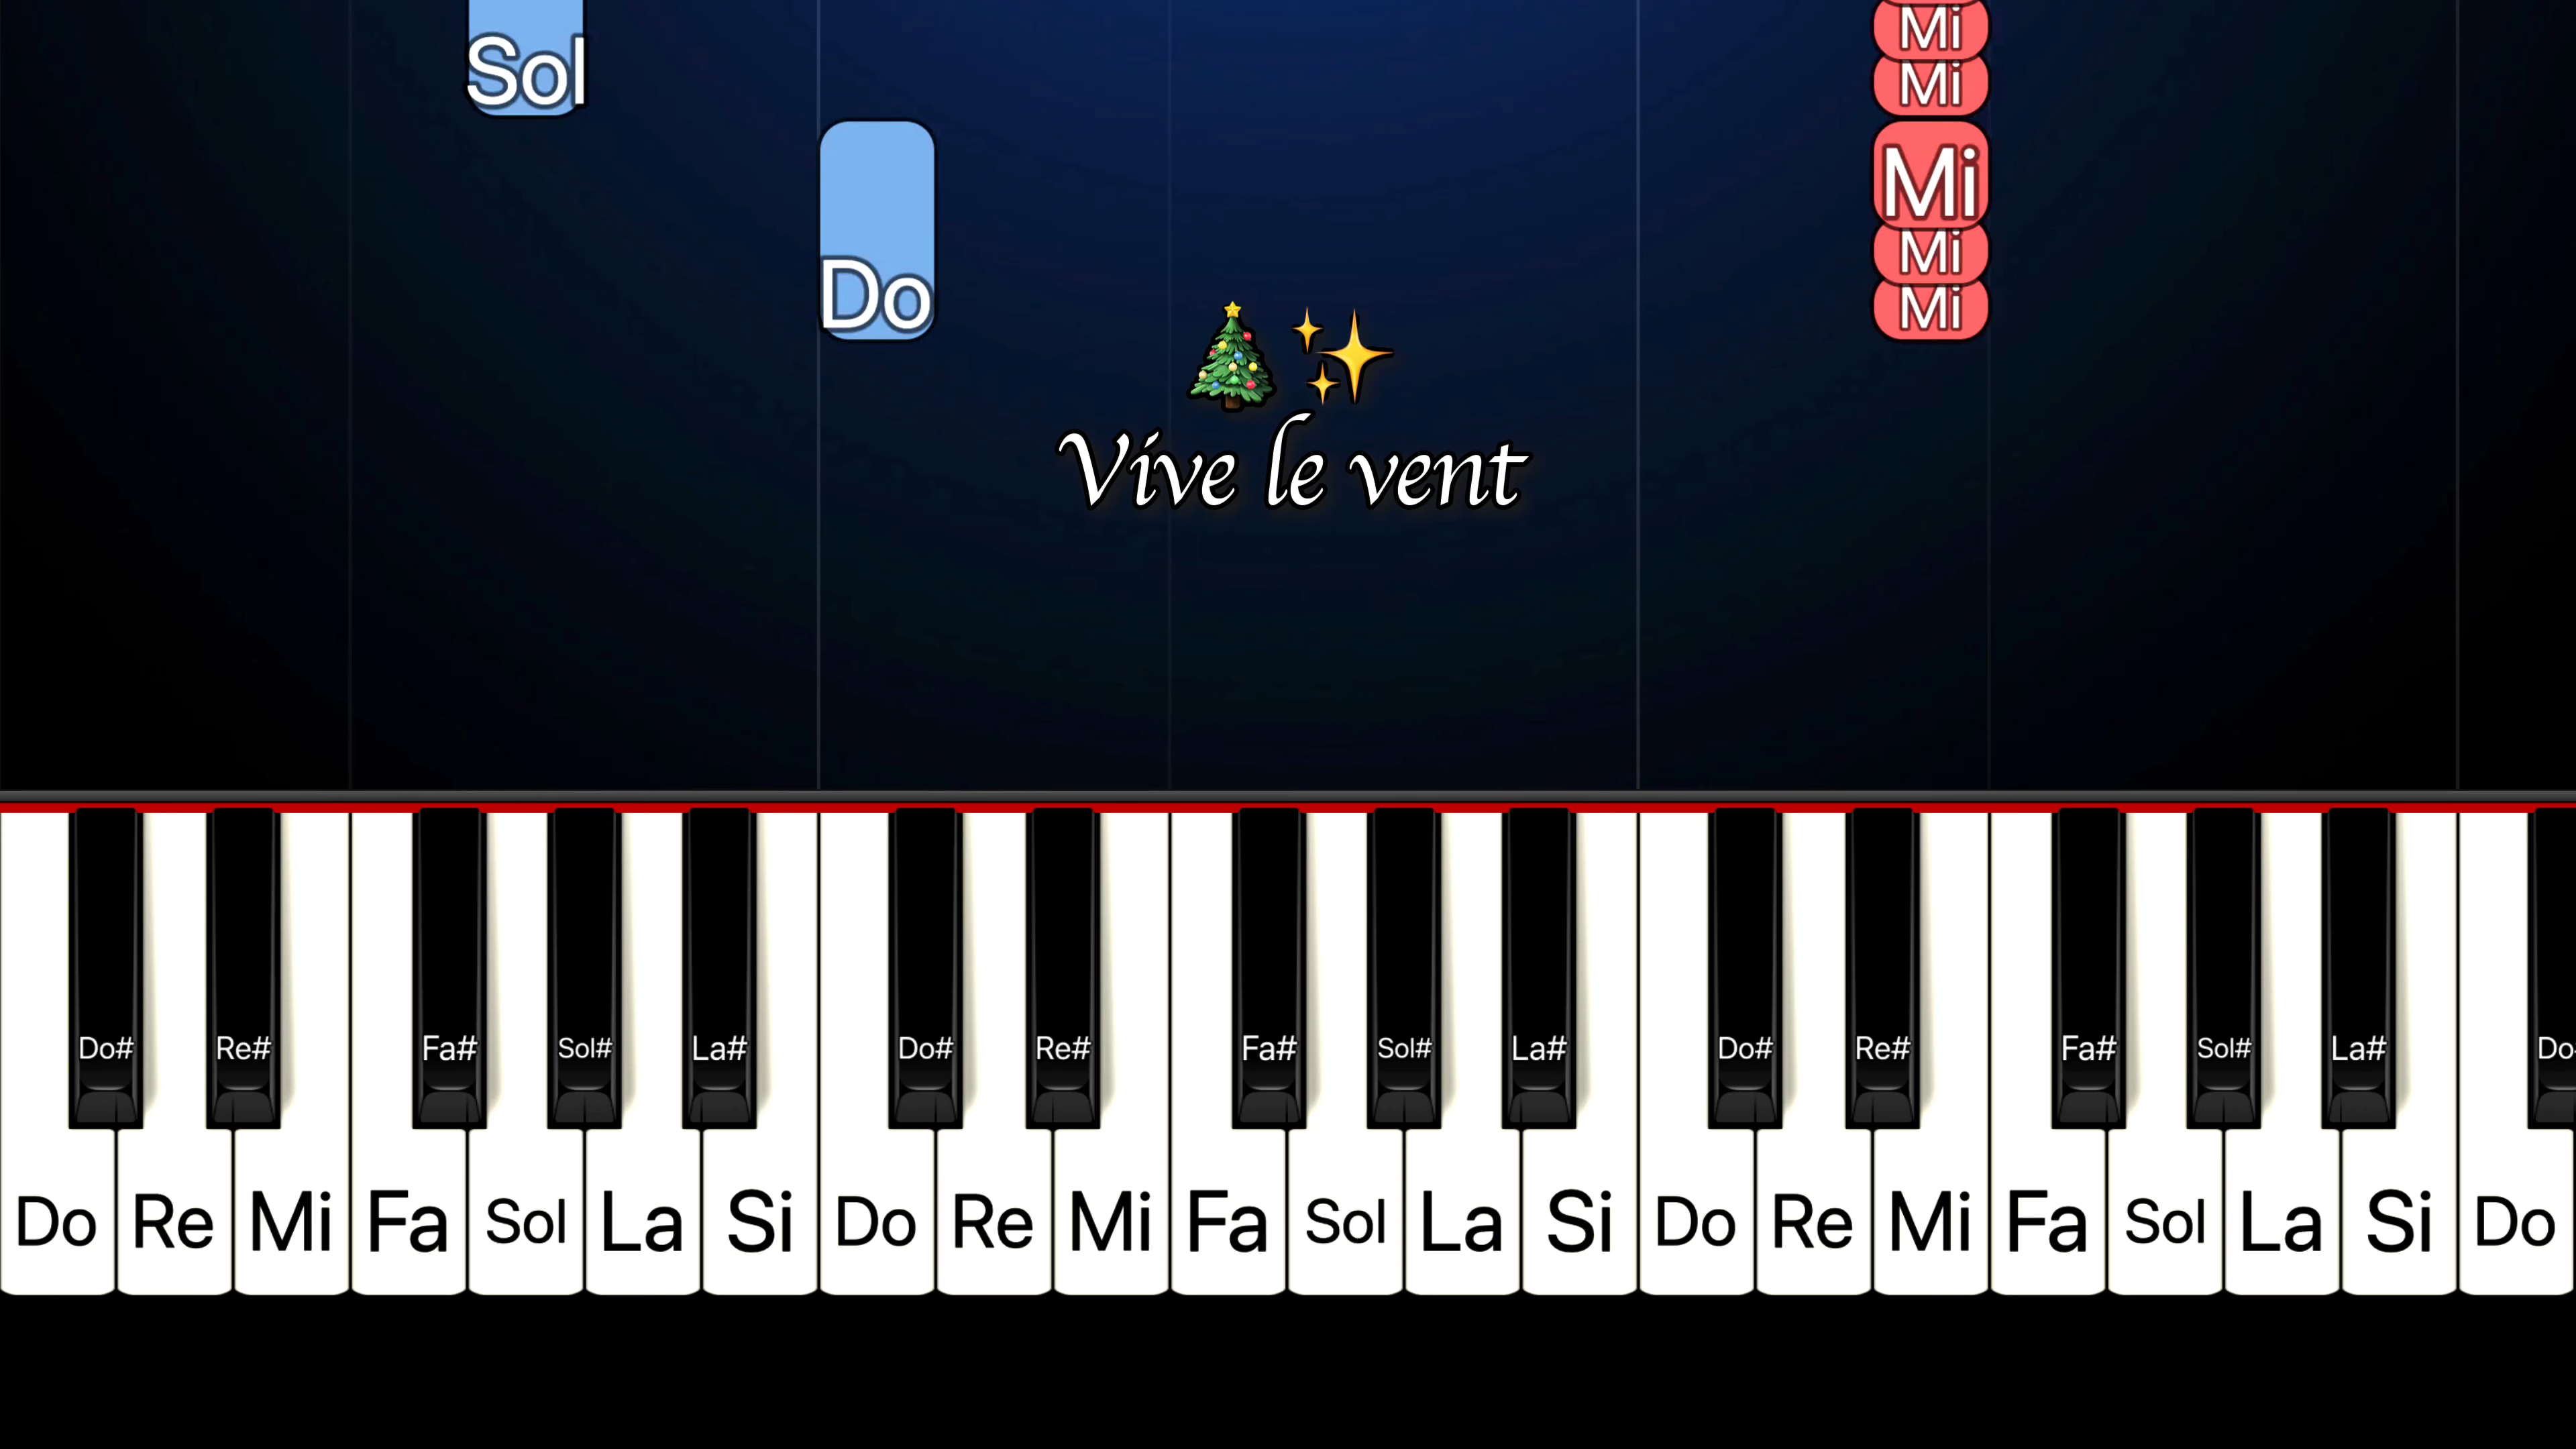 Mi
Sol Mi
Mi
Mi
Do Mi
Vive le vent
Do# Re# Fa# Sol# La# Do# Re# Fa# Sol# La# Do# Re# Fa# Sol# La# Do
Do Re Mi Fa Sol La Si Do Re Mi Fa Sol La Si Do Re Mi Fa Sol La Si Do